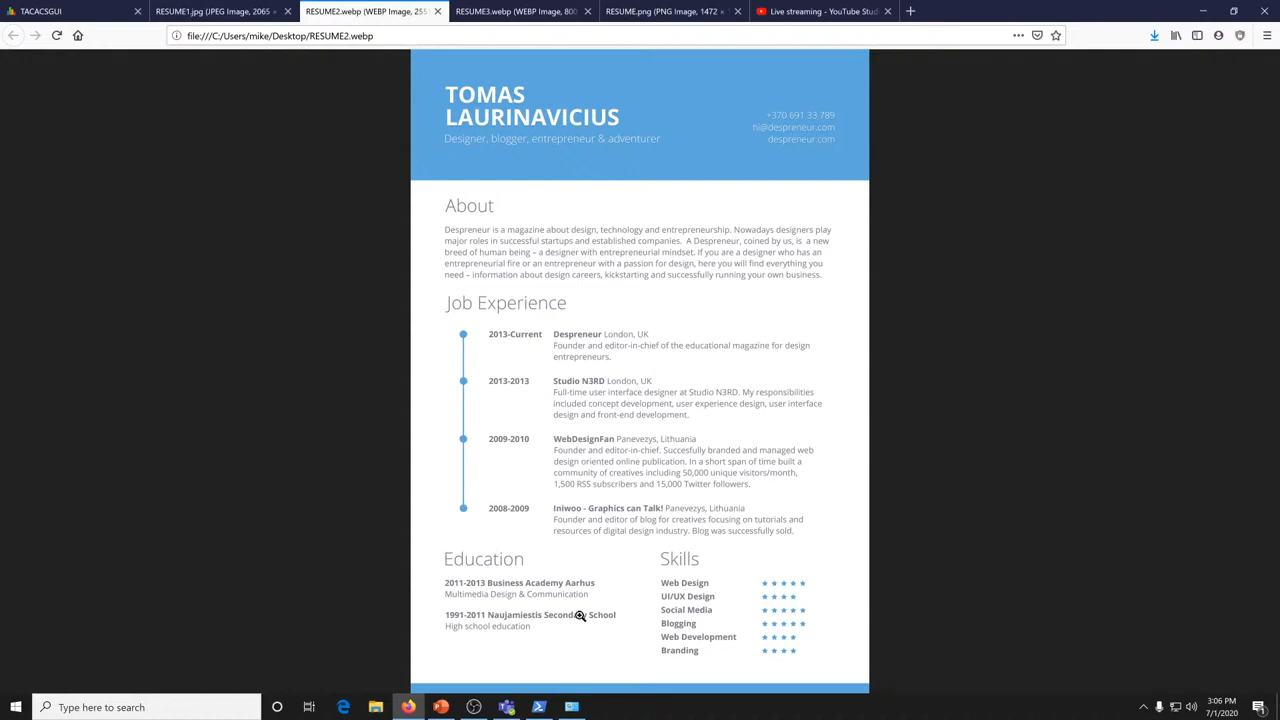 TACACSGUI
RESUME1.jpg (JPEG Image, 2065 ×
RESUME2.webp (WEBP Image, 255
RESUME3.webp (WEBP Image, 800
RESUME.png (PNG Image, 1472 ×
Live streaming - YouTube Stu
file:///C:/Users/mike/Desktop/RESUME2.webp
TOMAS
LAURINAVICIUS
Designer, blogger, entrepreneur & adventurer
+370 691 33 789
hi@despreneur.com
despreneur.com
About
Despreneur is a magazine about design, technology and entrepreneurship. Nowadays designers play
major roles in successful startups and established companies. A Despreneur, coined by us, is a new
breed of human being – a designer with entrepreneurial mindset. If you are a designer who has an
entrepreneurial fire or an entrepreneur with a passion for design, here you will find everything you
need – information about design careers, kickstarting and successfully running your own business.
Job Experience
2013-Current Despreneur London, UK
Founder and editor-in-chief of the educational magazine for design
entrepreneurs.
2013-2013 Studio N3RD London, UK
Full-time user interface designer at Studio N3RD. My responsibilities
included concept development, user experience design, user interface
design and front-end development.
2009-2010 WebDesignFan Panevezys, Lithuania
Founder and editor-in-chief. Succesfully branded and managed web
design oriented online publication. In a short span of time built a
community of creatives including 50,000 unique visitors/month,
1,500 RSS subscribers and 15,000 Twitter followers.
2008-2009 Iniwoo - Graphics can Talk! Panevezys, Lithuania
Founder and editor of blog for creatives focusing on tutorials and
resources of digital design industry. Blog was successfully sold.
Education
2011-2013 Business Academy Aarhus
Multimedia Design & Communication
1991-2011 Naujamiestis Secondary School
High school education
Skills
Web Design
UI/UX Design
Social Media
Blogging
Web Development
Branding
Type here to search
3:06 PM
7/1/2020